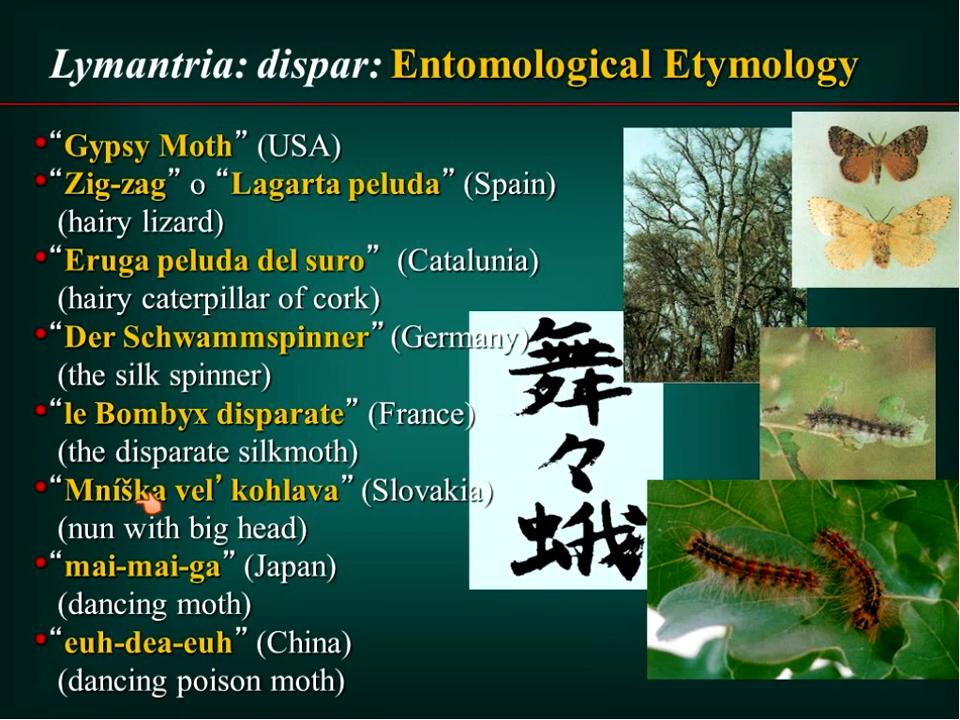 Lymantria: dispar: Entomological Etymology
•“Gypsy Moth” (USA)
•“Zig-zag” o “Lagarta peluda” (Spain)
(hairy lizard)
•“Eruga peluda del suro” (Catalunia)
(hairy caterpillar of cork)
•“Der Schwammspinner” (Germany)
(the silk spinner)
•“le Bombyx disparate” (France)
(the disparate silkmoth)
•“Mníška vel’ kohlava” (Slovakia)
(nun with big head)
•“mai-mai-ga” (Japan)
(dancing moth)
•“euh-dea-euh” (China)
(dancing poison moth)
舞々蛾